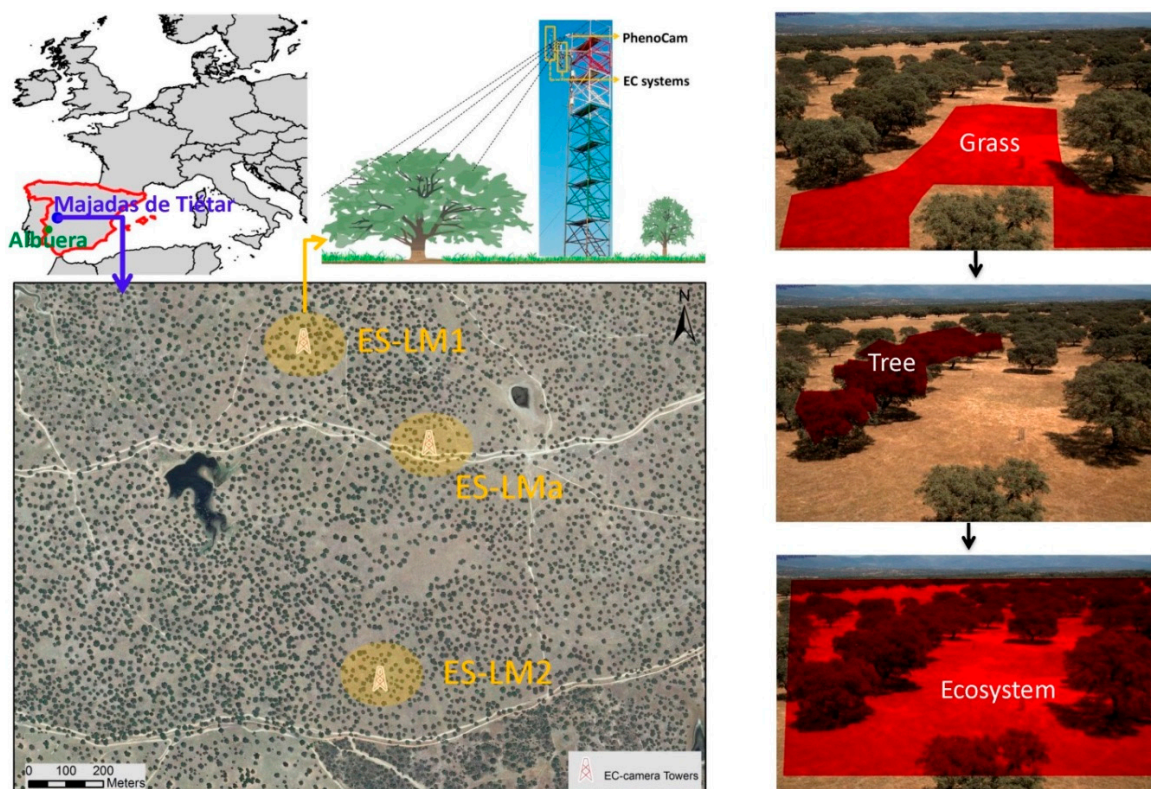 PhenoCam
EC systems
Majadas de Tiétar
Albuera
N
ES-LM1
ES-LMa
ES-LM2
0 100 200
Meters
EC-camera Towers
Grass
Tree
Ecosystem